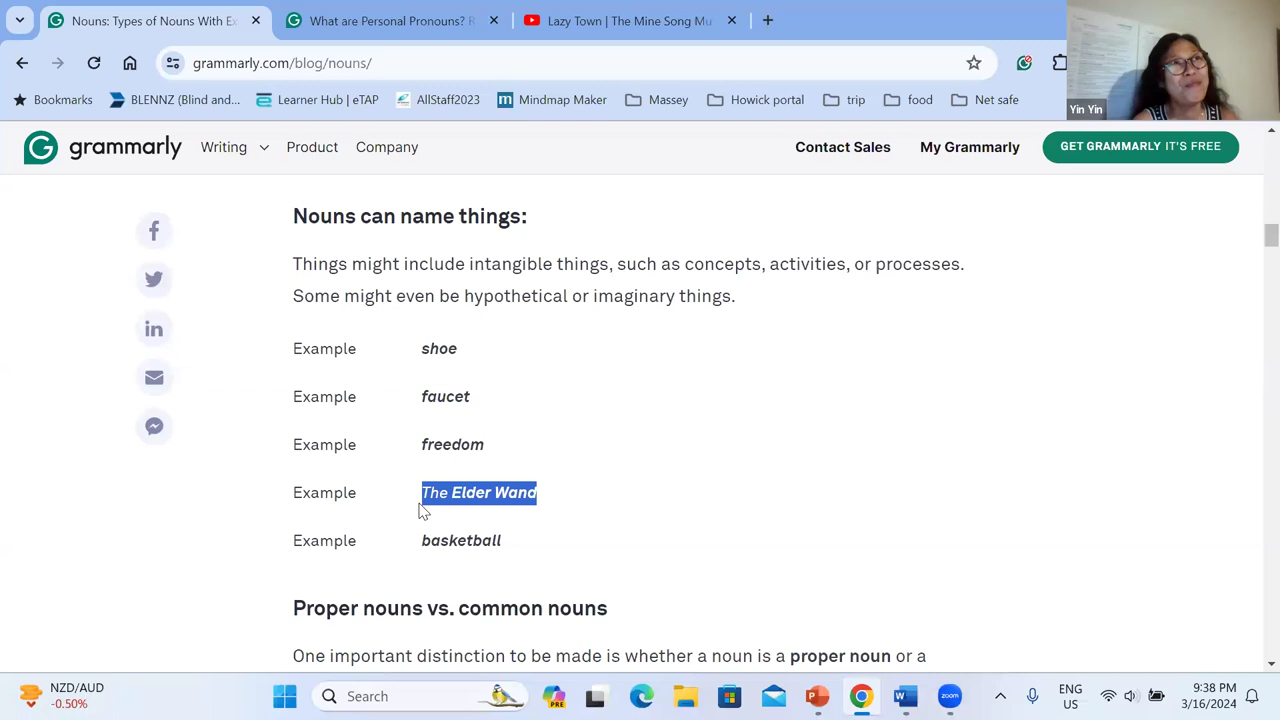 Nouns: Types of Nouns With Ex
What are Personal Pronouns? R
Lazy Town | The Mine Song Mu
grammarly.com/blog/nouns/
Bookmarks
BLENNZ (Blind and...
Learner Hub | eTAP
AllStaff2023
Mindmap Maker
Massey
Howick portal
trip
food
Net safe
Yin Yin
grammarly
Writing
Product
Company
Contact Sales
My Grammarly
GET GRAMMARLY IT'S FREE
Nouns can name things:
Things might include intangible things, such as concepts, activities, or processes.
Some might even be hypothetical or imaginary things.
Example shoe
Example faucet
Example freedom
Example The Elder Wand
Example basketball
Proper nouns vs. common nouns
One important distinction to be made is whether a noun is a proper noun or a
NZD/AUD
-0.50%
Search
PRE
ENG
US
9:38 PM
3/16/2024